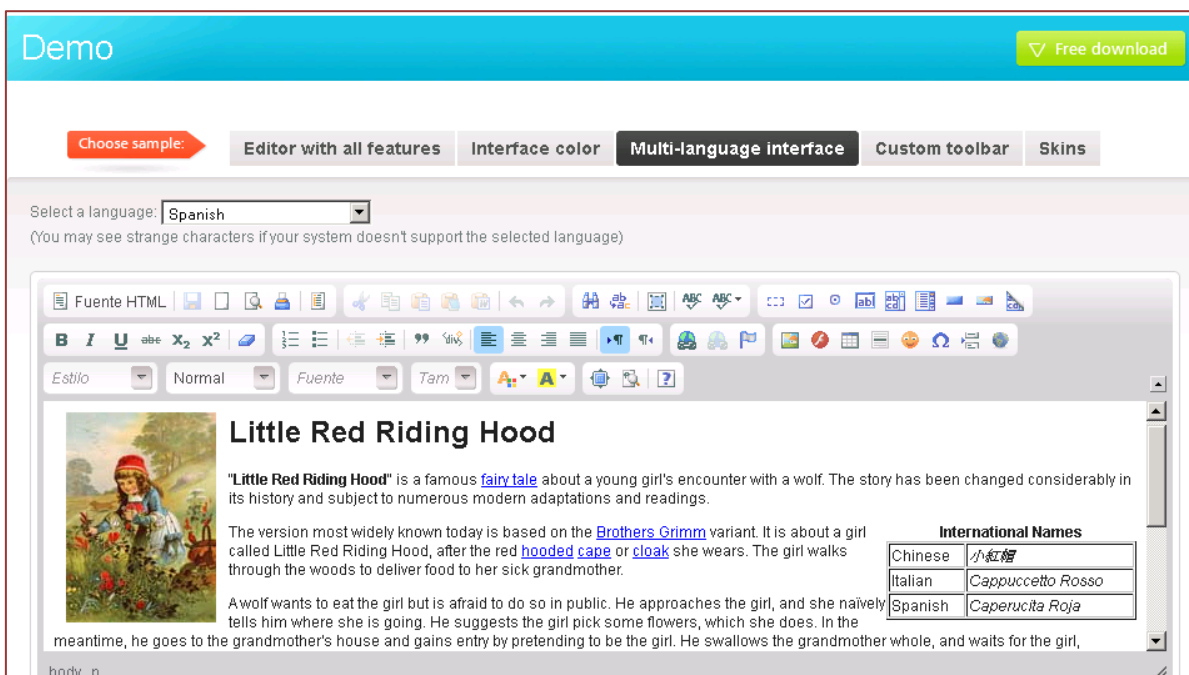 Demo
Free download
Choose sample:
Editor with all features
Interface color
Multi-language interface
Custom toolbar
Skins
Select a language: Spanish
(You may see strange characters if your system doesn't support the selected language)
Fuente HTML
Estilo
Normal
Fuente
Tam
Little Red Riding Hood
"Little Red Riding Hood" is a famous fairy tale about a young girl's encounter with a wolf. The story has been changed considerably in
its history and subject to numerous modern adaptations and readings.
The version most widely known today is based on the Brothers Grimm variant. It is about a girl
called Little Red Riding Hood, after the red hooded cape or cloak she wears. The girl walks
through the woods to deliver food to her sick grandmother.
International Names
Chinese 小紅帽
Italian Cappuccetto Rosso
Spanish Caperucita Roja
A wolf wants to eat the girl but is afraid to do so in public. He approaches the girl, and she naïvely
tells him where she is going. He suggests the girl pick some flowers, which she does. In the
meantime, he goes to the grandmother's house and gains entry by pretending to be the girl. He swallows the grandmother whole, and waits for the girl,
body p